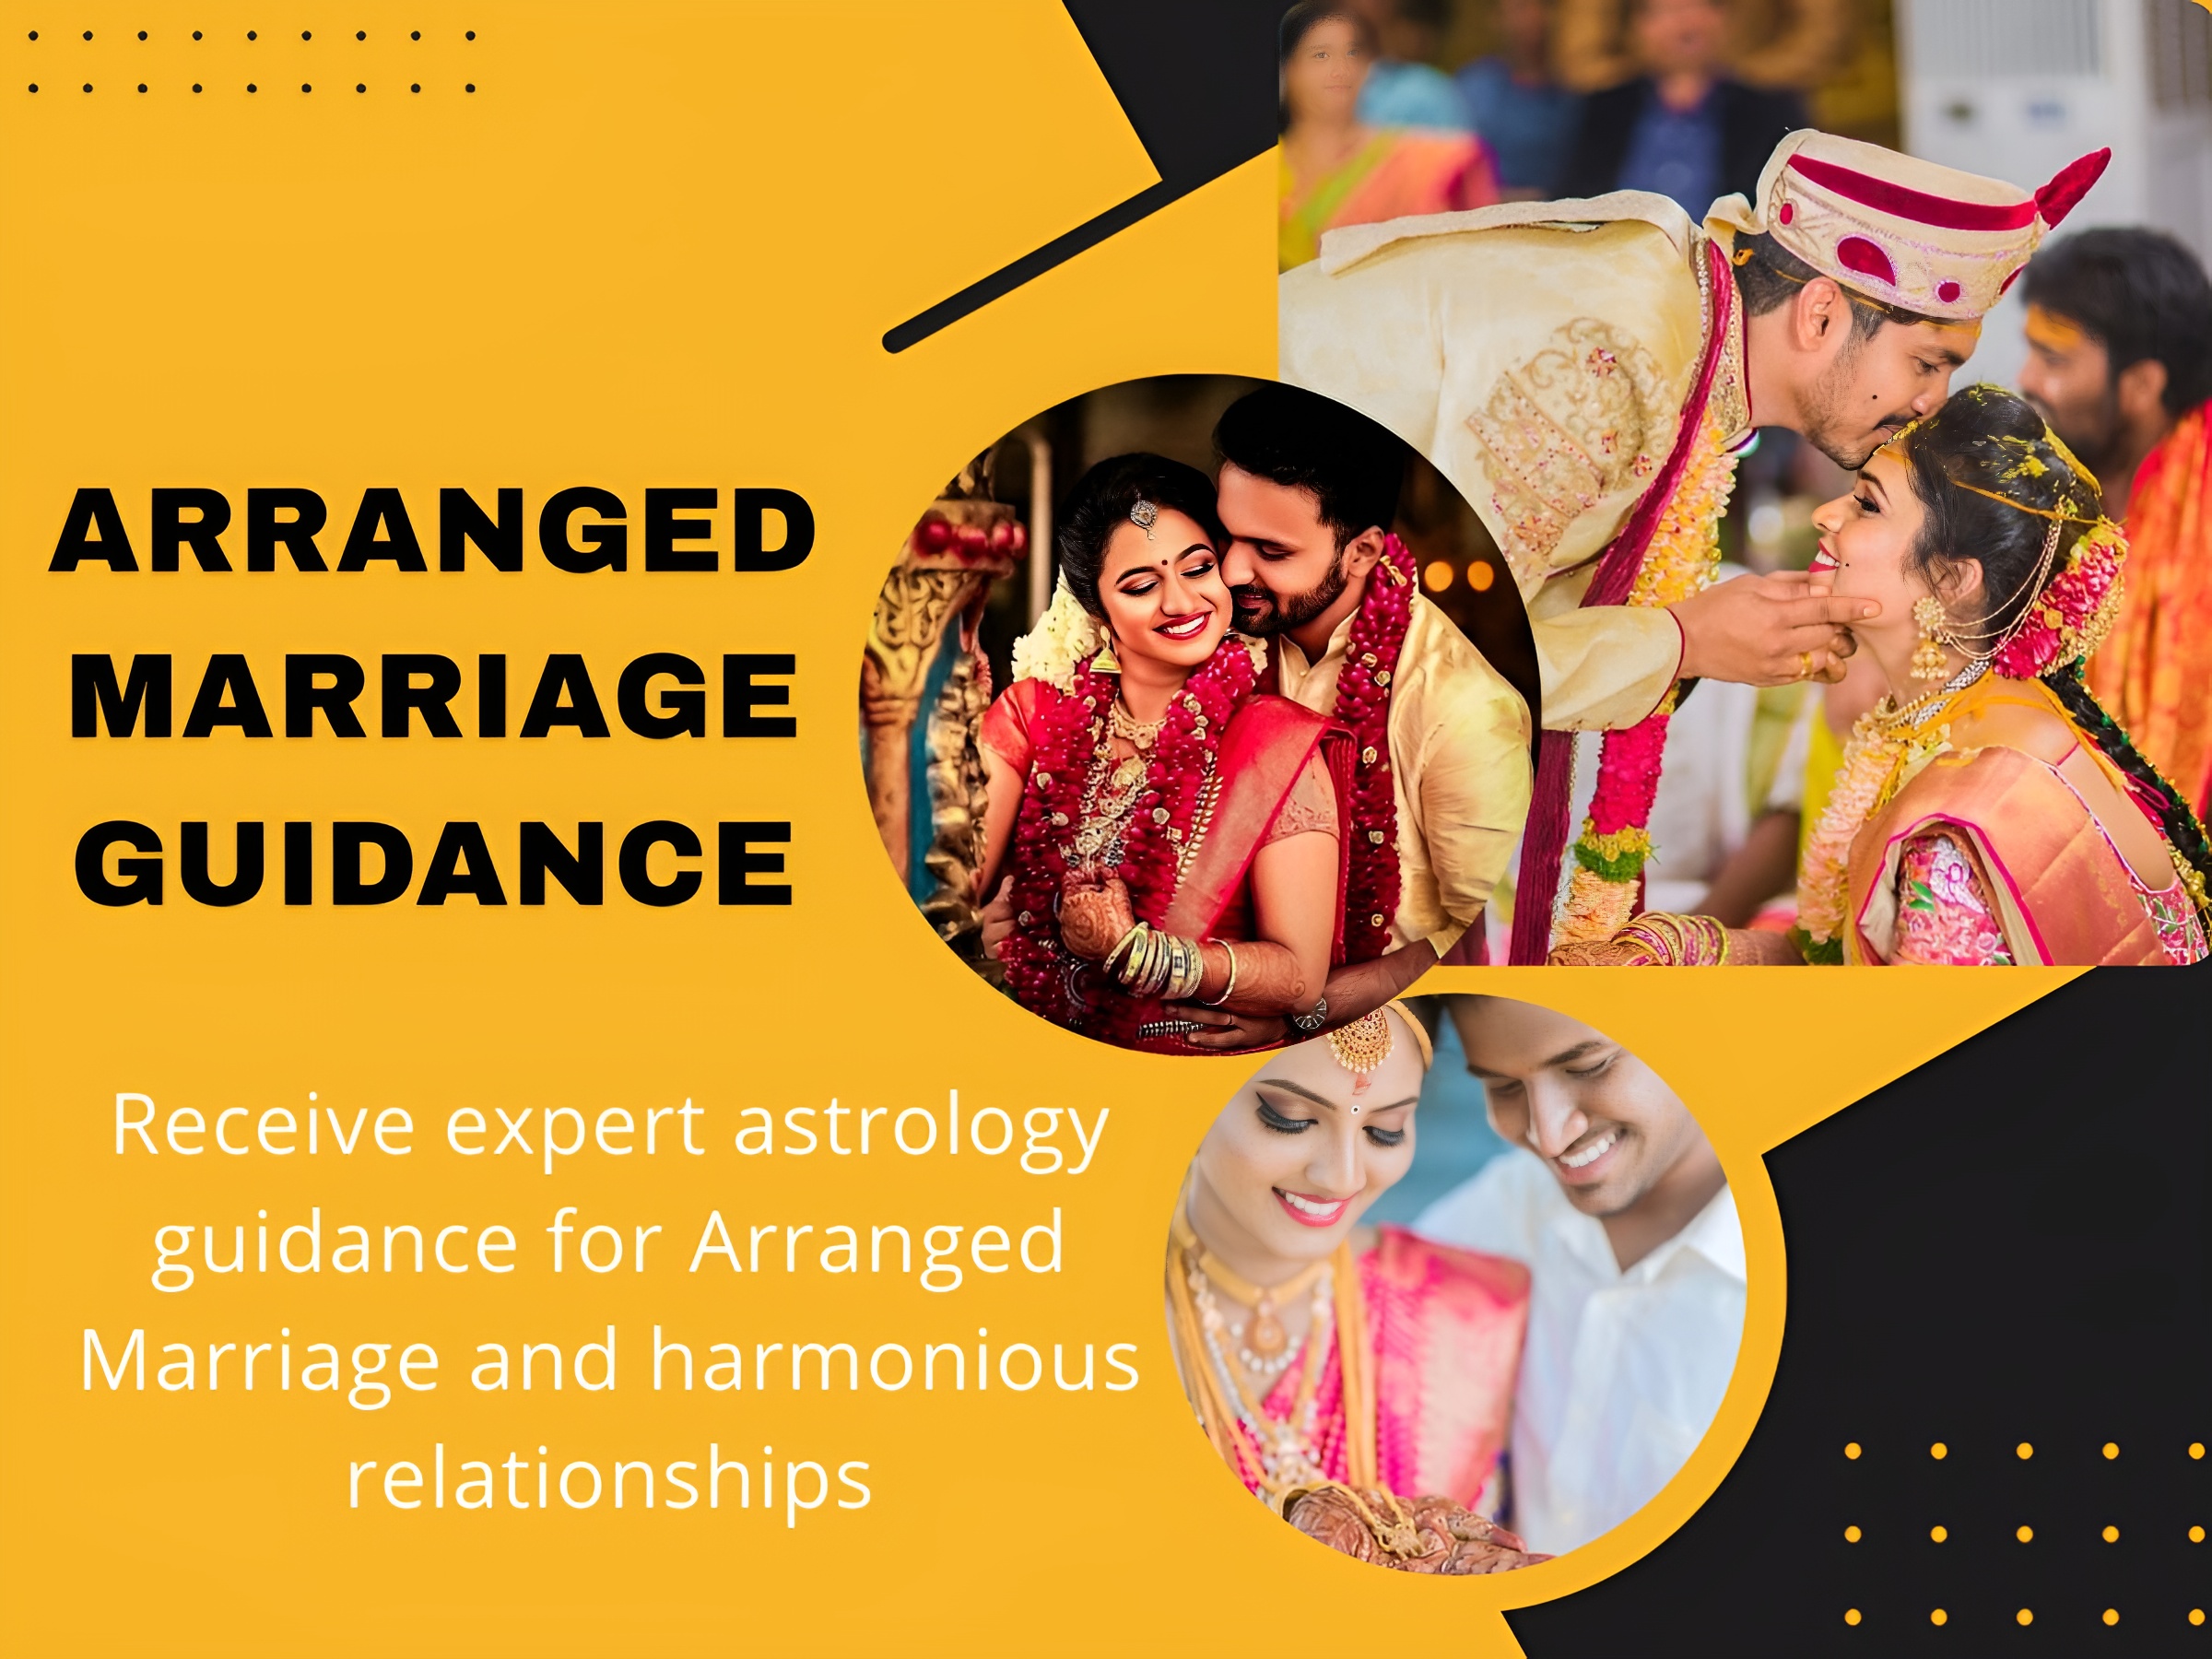 ARRANGED
MARRIAGE
GUIDANCE
Receive expert astrology
guidance for Arranged
Marriage and harmonious
relationships